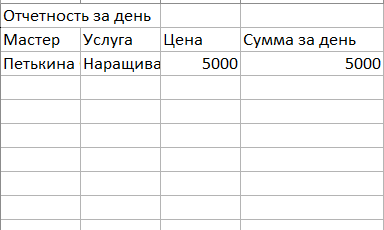 Отчетность за день
Мастер Услуга Цена Сумма за день
Петькина Наращива 5000 5000